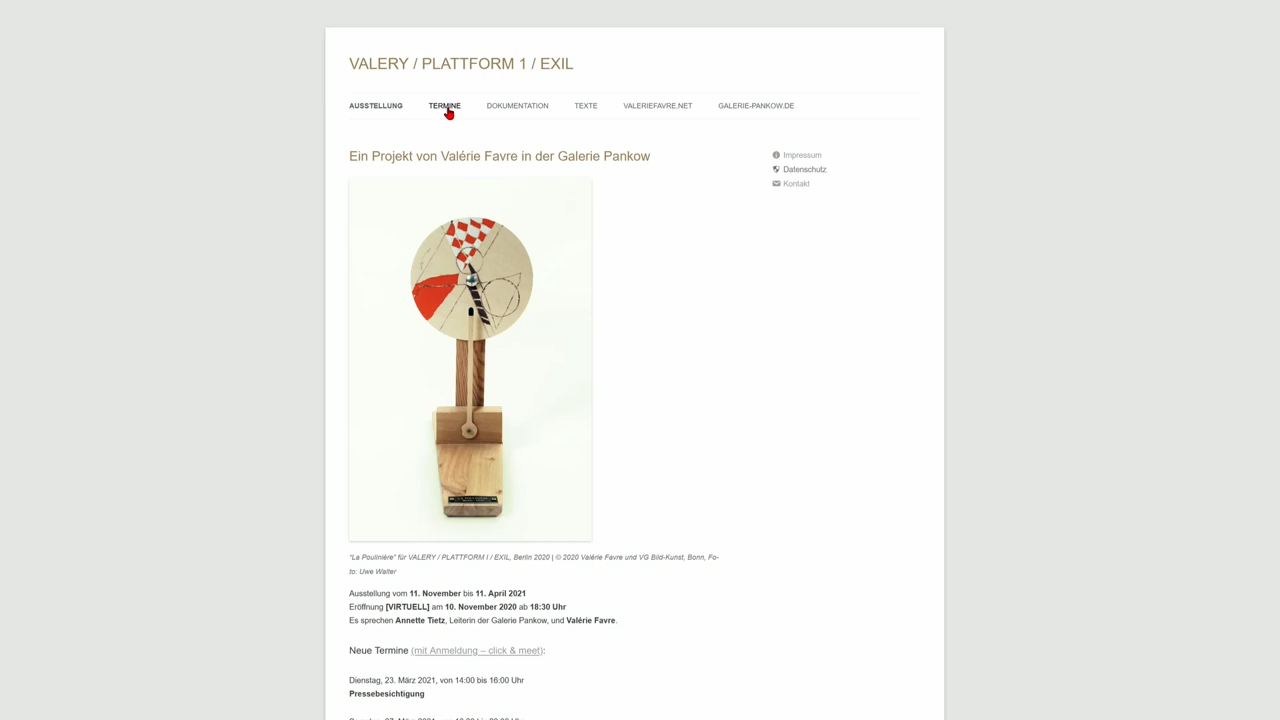 VALERY / PLATTFORM 1 / EXIL
AUSSTELLUNG TERMINE DOKUMENTATION TEXTE VALERIEFAVRE.NET GALERIE-PANKOW.DE
Ein Projekt von Valérie Favre in der Galerie Pankow
Impressum
Datenschutz
Kontakt
"La Poulinière" für VALERY / PLATTFORM I / EXIL, Berlin 2020 | © 2020 Valérie Favre und VG Bild-Kunst, Bonn, Fo-
to: Uwe Walter
Ausstellung vom 11. November bis 11. April 2021
Eröffnung [VIRTUELL] am 10. November 2020 ab 18:30 Uhr
Es sprechen Annette Tietz, Leiterin der Galerie Pankow, und Valérie Favre.
Neue Termine (mit Anmeldung – click & meet):
Dienstag, 23. März 2021, von 14:00 bis 16:00 Uhr
Pressebesichtigung